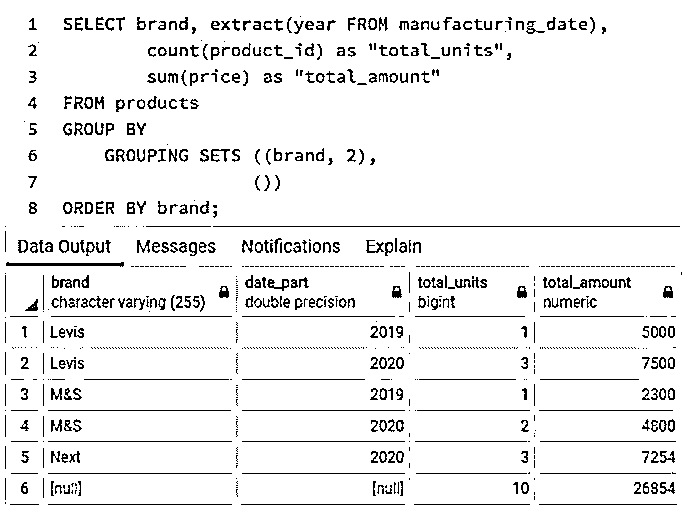 1 SELECT brand, extract(year FROM manufacturing_date),
2 count(product_id) as "total_units",
3 sum(price) as "total_amount"
4 FROM products
5 GROUP BY
6 GROUPING SETS ((brand, 2),
7 ())
8 ORDER BY brand;
Data Output Messages Notifications Explain
brand date_part total_units total_amount
character varying (255) double precision bigint numeric
1 Levis 2019 1 5000
2 Levis 2020 3 7500
3 M&S 2019 1 2300
4 M&S 2020 2 4800
5 Next 2020 3 7254
6 [null] [null] 10 26854